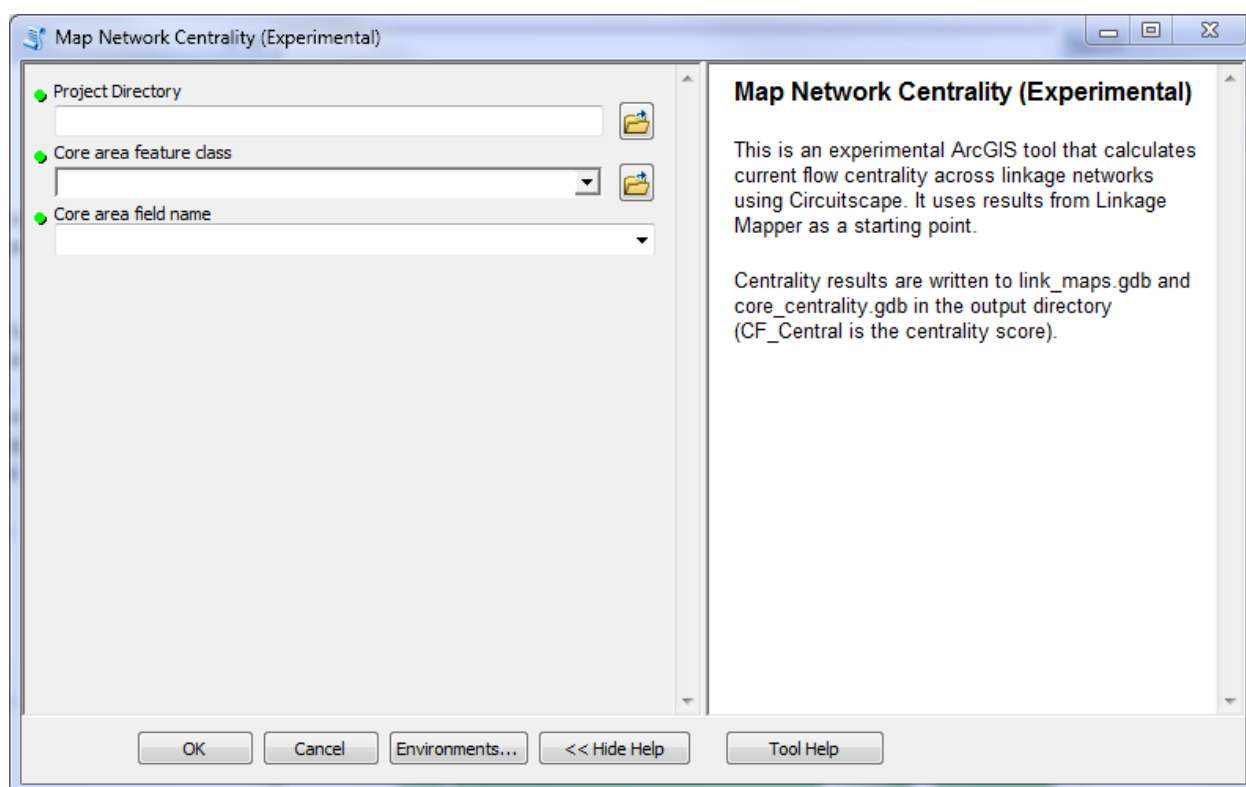 Map Network Centrality (Experimental)
Project Directory
Core area feature class
Core area field name
Map Network Centrality (Experimental)
This is an experimental ArcGIS tool that calculates
current flow centrality across linkage networks
using Circuitscape. It uses results from Linkage
Mapper as a starting point.
Centrality results are written to link_maps.gdb and
core_centrality.gdb in the output directory
(CF_Central is the centrality score).
OK
Cancel
Environments...
<< Hide Help
Tool Help